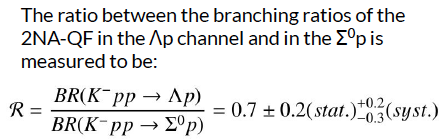 The ratio between the branching ratios of the
2NA-QF in the Λp channel and in the Σ⁰p is
measured to be:
R = BR(K⁻pp → Λp) / BR(K⁻pp → Σ⁰p) = 0.7 ± 0.2(stat.)⁺⁰·²₋₀.₃(syst.)